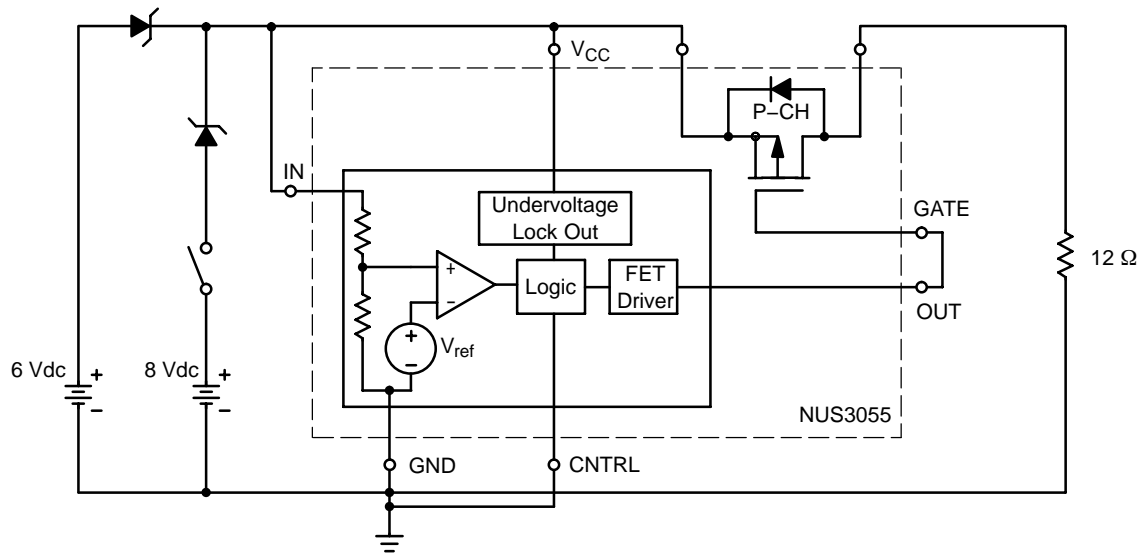 V_CC
P–CH
IN
GATE
Undervoltage
Lock Out
12 Ω
+
–
Logic
FET
Driver
OUT
+
–
V_ref
6 Vdc
+
–
8 Vdc
+
–
NUS3055
GND
CNTRL